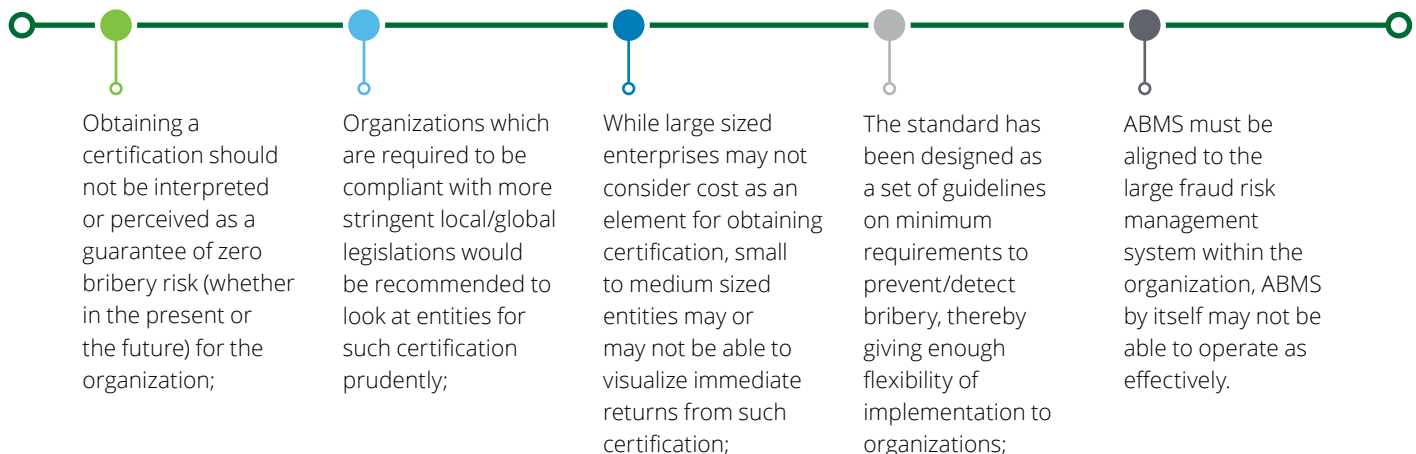 Obtaining a
certification should
not be interpreted
or perceived as a
guarantee of zero
bribery risk (whether
in the present or
the future) for the
organization;
Organizations which
are required to be
compliant with more
stringent local/global
legislations would
be recommended to
look at entities for
such certification
prudently;
While large sized
enterprises may not
consider cost as an
element for obtaining
certification, small
to medium sized
entities may or
may not be able to
visualize immediate
returns from such
certification;
The standard has
been designed as
a set of guidelines
on minimum
requirements to
prevent/detect
bribery, thereby
giving enough
flexibility of
implementation to
organizations;
ABMS must be
aligned to the
large fraud risk
management
system within the
organization, ABMS
by itself may not be
able to operate as
effectively.